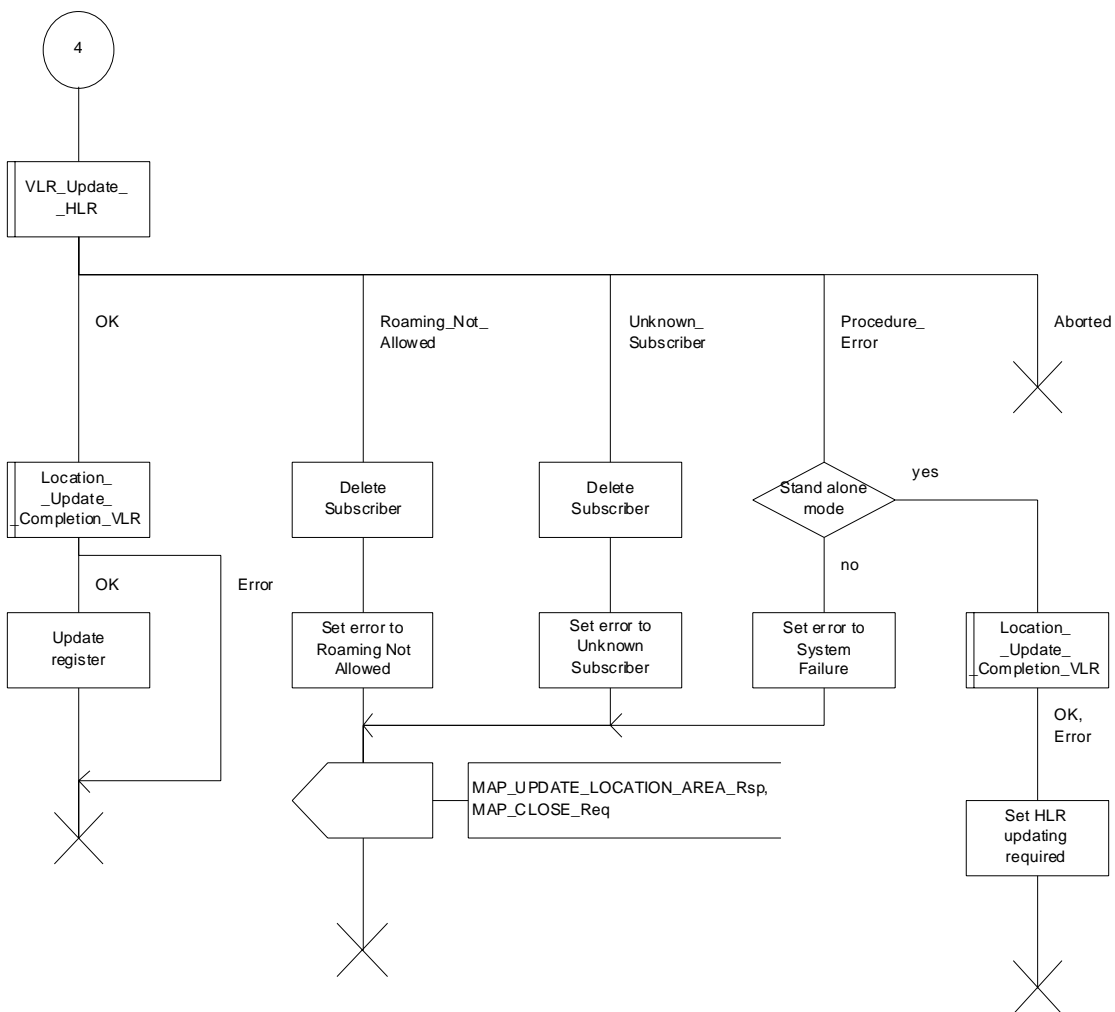 4
VLR_Update_
_HLR
OK
Roaming_Not_
Allowed
Unknown_
Subscriber
Procedure_
Error
Aborted
Location_
_Update_
_Completion_VLR
Delete
Subscriber
Delete
Subscriber
Stand alone
mode
yes
no
OK
Error
Update
register
Set error to
Roaming Not
Allowed
Set error to
Unknown
Subscriber
Set error to
System
Failure
Location_
_Update_
_Completion_VLR
OK,
Error
MAP_UPDATE_LOCATION_AREA_Rsp,
MAP_CLOSE_Req
Set HLR
updating
required